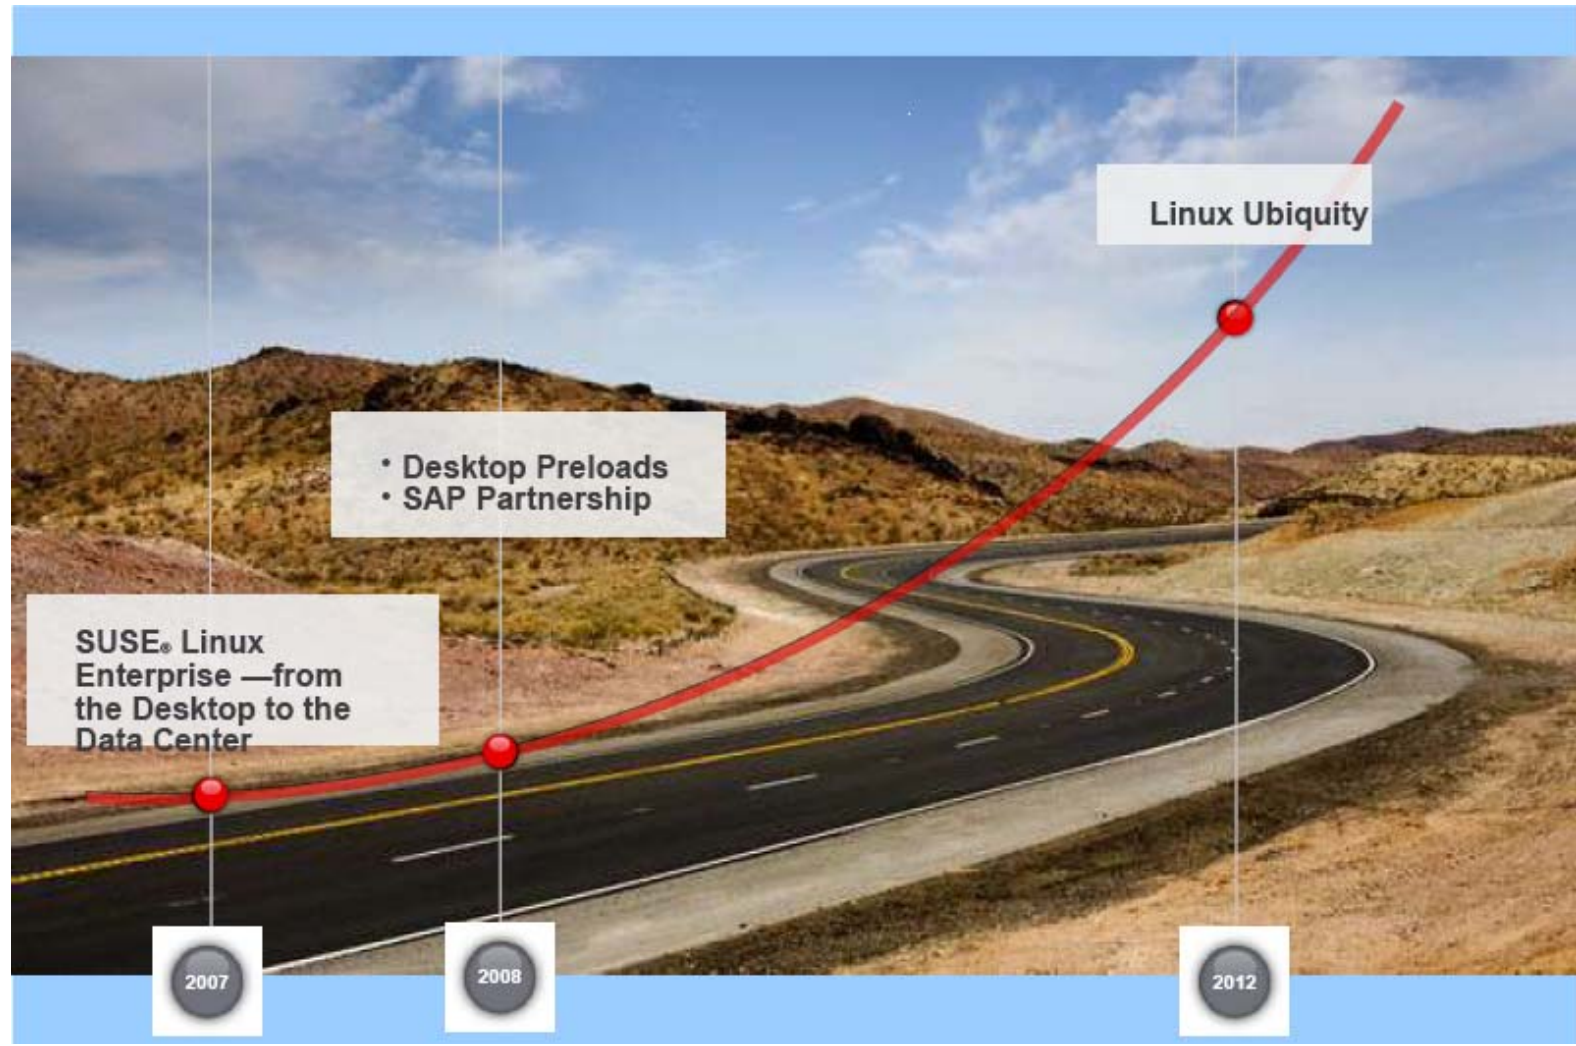 Linux Ubiquity
• Desktop Preloads
• SAP Partnership
SUSE® Linux
Enterprise —from
the Desktop to the
Data Center
2007
2008
2012